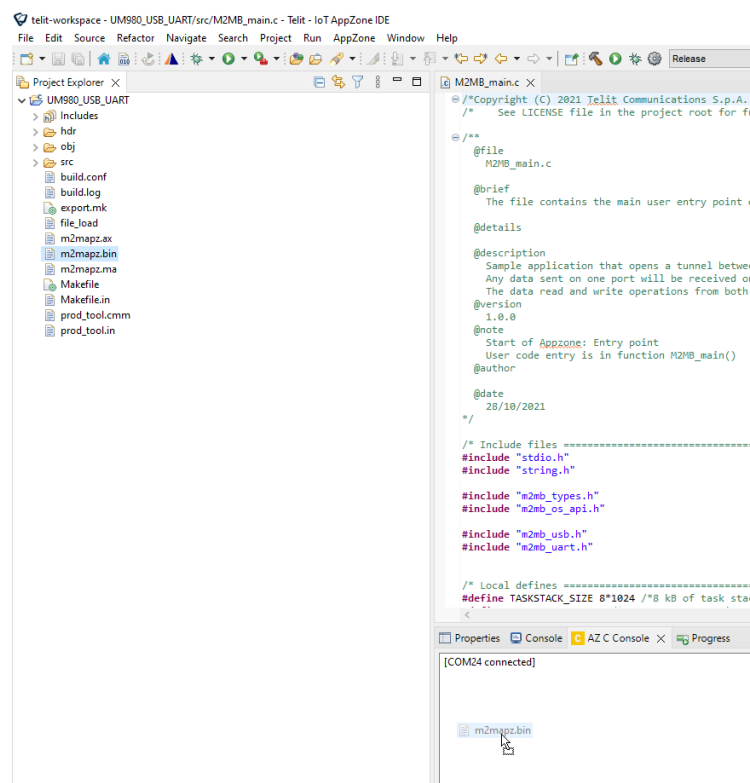 telit-workspace - UM980_USB_UART/src/M2MB_main.c - Telit - IoT AppZone IDE
File Edit Source Refactor Navigate Search Project Run AppZone Window Help
Release
Project Explorer
M2MB_main.c
UM980_USB_UART
Includes
hdr
obj
src
build.conf
build.log
export.mk
file_load
m2mapz.ax
m2mapz.bin
m2mapz.ma
Makefile
Makefile.in
prod_tool.cmm
prod_tool.in
/*Copyright (C) 2021 Telit Communications S.p.A.
/*    See LICENSE file in the project root for
/**
@file
M2MB_main.c
@brief
The file contains the main user entry point
@details
@description
Sample application that opens a tunnel
Any data sent on one port will be received
The data read and write operations from both
@version
1.0.0
@note
Start of Appzone: Entry point
User code entry is in function M2MB_main()
@author
@date
28/10/2021
*/
/* Include files ================================
#include "stdio.h"
#include "string.h"
#include "m2mb_types.h"
#include "m2mb_os_api.h"
#include "m2mb_usb.h"
#include "m2mb_uart.h"
/* Local defines ================================
#define TASKSTACK_SIZE 8*1024 /*8 kB of task
Properties Console C AZ C Console Progress
[COM24 connected]
m2mapz.bin